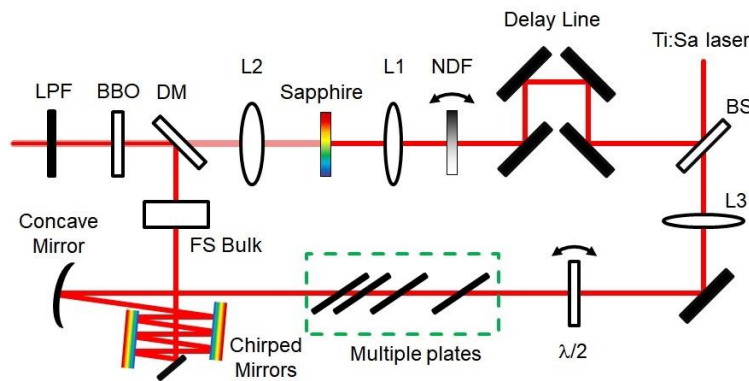 Delay Line
Ti:Sa laser
LPF
BBO
DM
L2
Sapphire
L1
NDF
BS
L3
Concave
Mirror
FS Bulk
Chirped
Mirrors
Multiple plates
λ/2